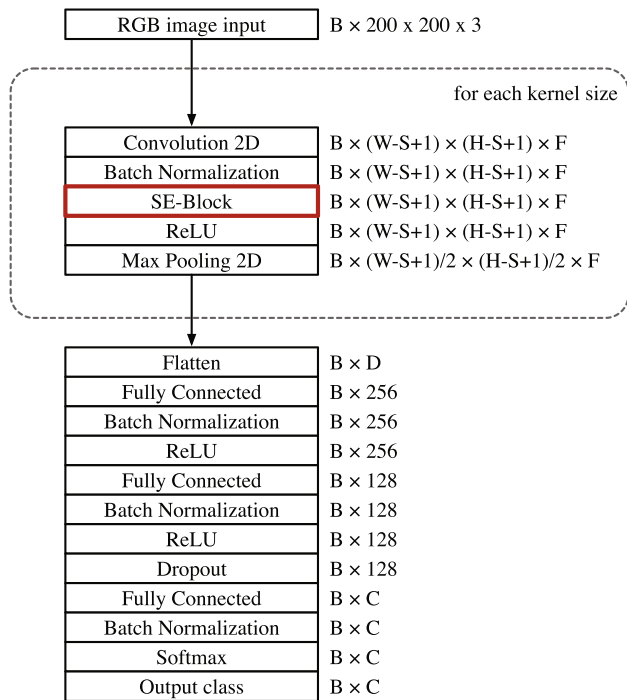 RGB image input B × 200 x 200 x 3
for each kernel size
Convolution 2D B × (W-S+1) × (H-S+1) × F
Batch Normalization B × (W-S+1) × (H-S+1) × F
SE-Block B × (W-S+1) × (H-S+1) × F
ReLU B × (W-S+1) × (H-S+1) × F
Max Pooling 2D B × (W-S+1)/2 × (H-S+1)/2 × F
Flatten B × D
Fully Connected B × 256
Batch Normalization B × 256
ReLU B × 256
Fully Connected B × 128
Batch Normalization B × 128
ReLU B × 128
Dropout B × 128
Fully Connected B × C
Batch Normalization B × C
Softmax B × C
Output class B × C